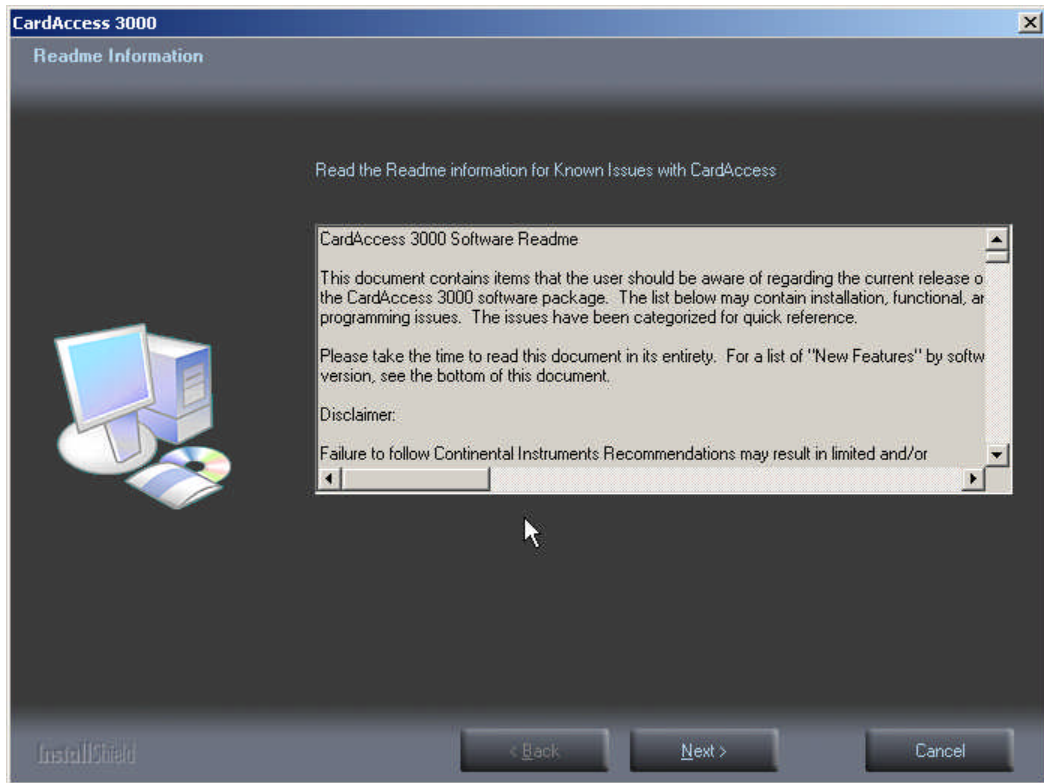 CardAccess 3000
Readme Information
Read the Readme information for Known Issues with CardAccess
CardAccess 3000 Software Readme
This document contains items that the user should be aware of regarding the current release o
the CardAccess 3000 software package. The list below may contain installation, functional, ar
programming issues. The issues have been categorized for quick reference.
Please take the time to read this document in its entirety. For a list of "New Features" by softw
version, see the bottom of this document.
Disclaimer:
Failure to follow Continental Instruments Recommendations may result in limited and/or
InstallShield
< Back
Next >
Cancel